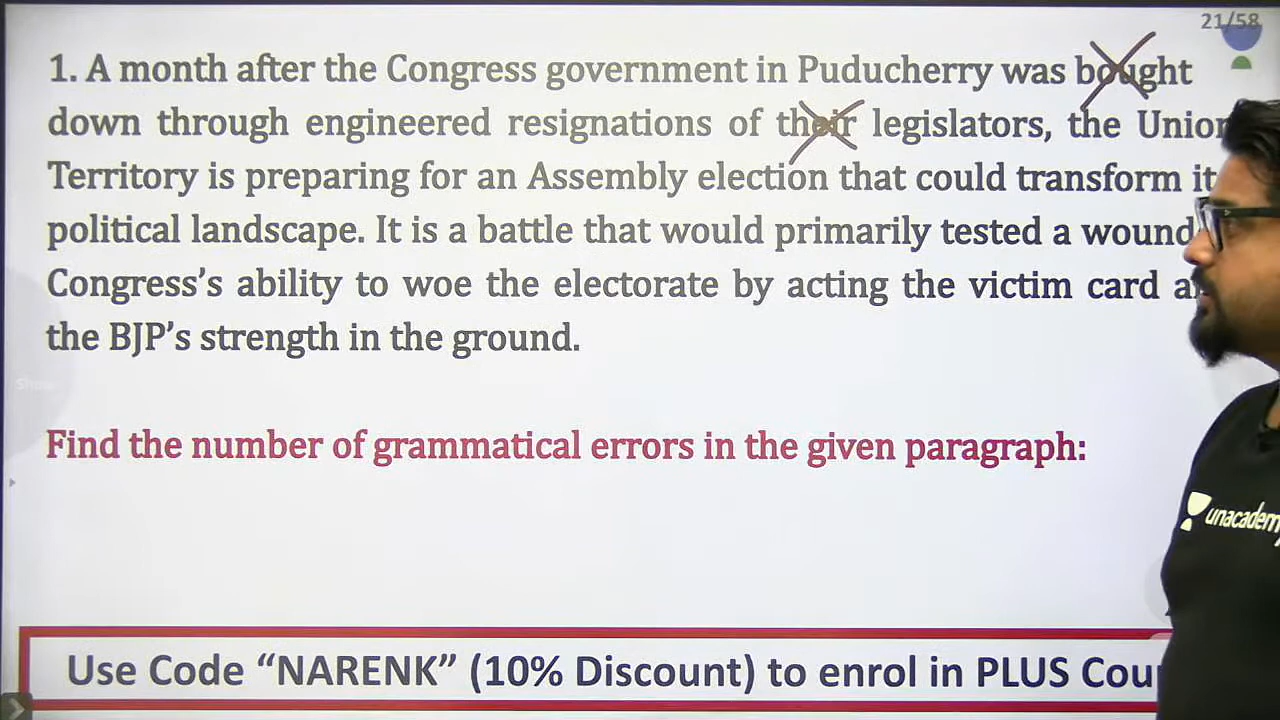 21/58
1. A month after the Congress government in Puducherry was bought
down through engineered resignations of their legislators, the Union
Territory is preparing for an Assembly election that could transform it
political landscape. It is a battle that would primarily tested a wound
Congress's ability to woe the electorate by acting the victim card a
the BJP's strength in the ground.
Find the number of grammatical errors in the given paragraph:
unacademy
Use Code “NARENK” (10% Discount) to enrol in PLUS Cou